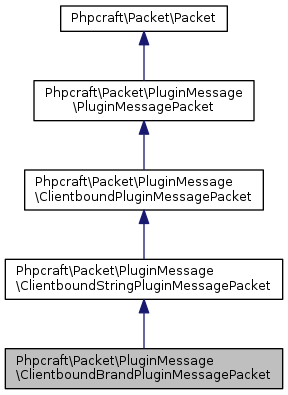 Phpcraft\Packet\Packet
Phpcraft\Packet\PluginMessage
\PluginMessagePacket
Phpcraft\Packet\PluginMessage
\ClientboundPluginMessagePacket
Phpcraft\Packet\PluginMessage
\ClientboundStringPluginMessagePacket
Phpcraft\Packet\PluginMessage
\ClientboundBrandPluginMessagePacket